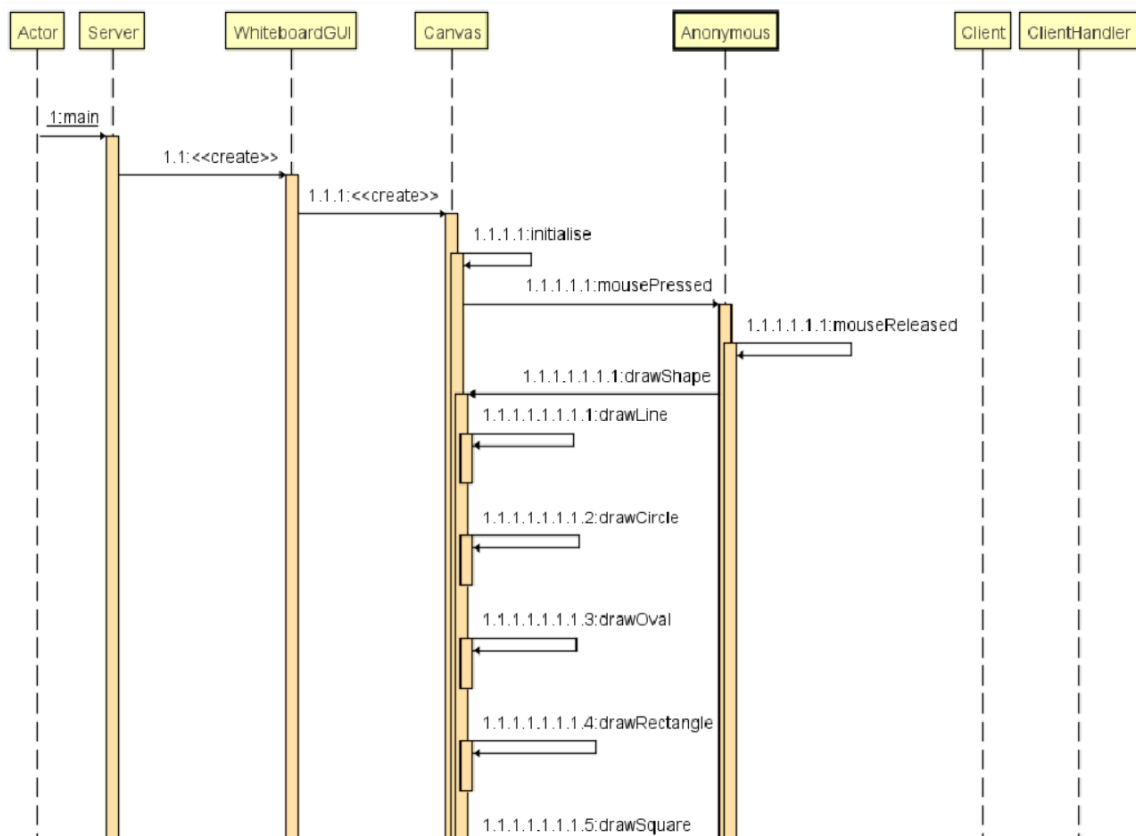 Actor
Server
WhiteboardGUI
Canvas
Anonymous
Client
ClientHandler
1:main
1.1:<<create>>
1.1.1:<<create>>
1.1.1.1:initialise
1.1.1.1.1:mousePressed
1.1.1.1.1.1:mouseReleased
1.1.1.1.1.1.1:drawShape
1.1.1.1.1.1.1.1:drawLine
1.1.1.1.1.1.1.2:drawCircle
1.1.1.1.1.1.1.3:drawOval
1.1.1.1.1.1.1.4:drawRectangle
1.1.1.1.1.1.1.5:drawSquare